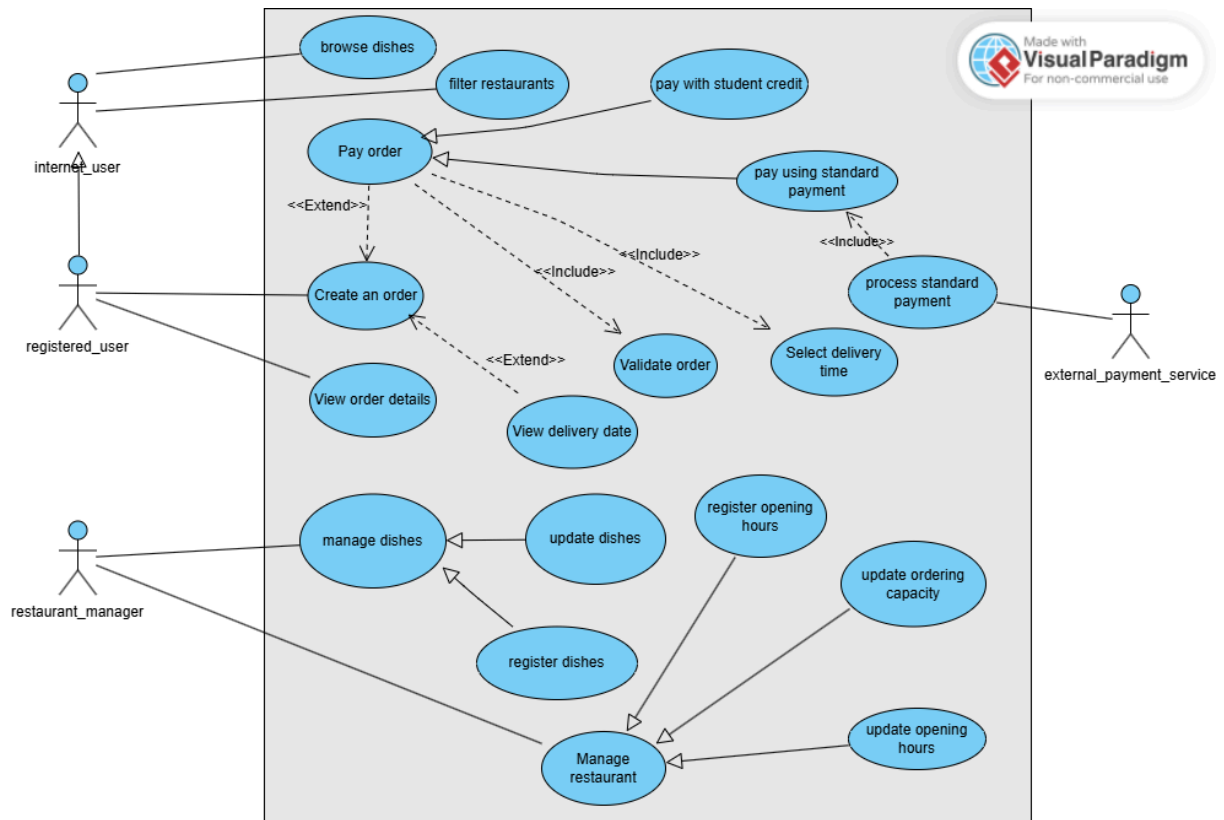 browse dishes
Made with
Visual Paradigm
For non-commercial use
filter restaurants
pay with student credit
internet_user
Pay order
pay using standard
payment
<<Extend>>
<<Include>>
<<Include>>
<<Include>>
Create an order
process standard
payment
registered_user
<<Extend>>
Validate order
Select delivery
time
external_payment_service
View order details
View delivery date
register opening
hours
manage dishes
update dishes
update ordering
capacity
restaurant_manager
register dishes
update opening
hours
Manage
restaurant